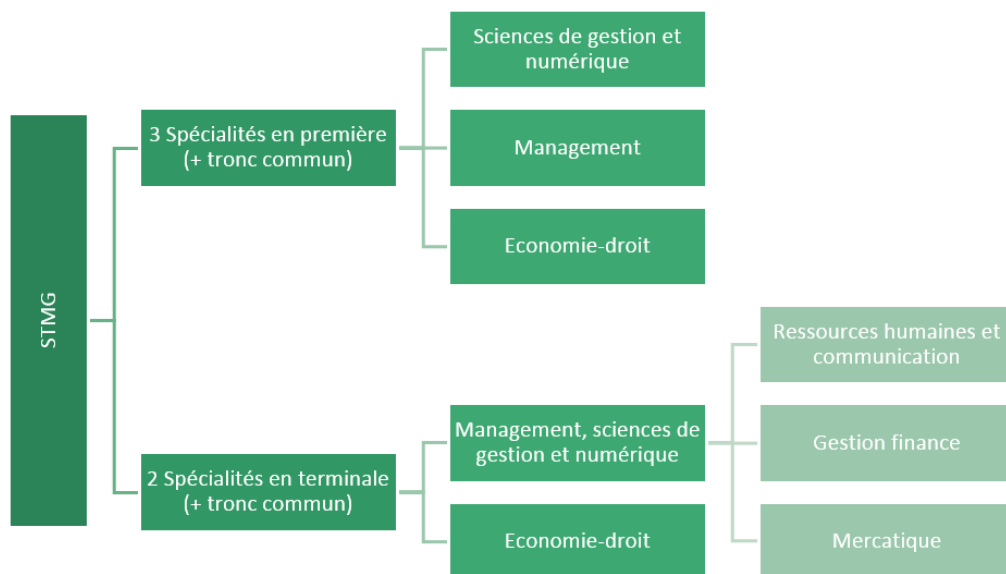 STMG
3 Spécialités en première
(+ tronc commun)
Sciences de gestion et
numérique
Management
Economie-droit
2 Spécialités en terminale
(+ tronc commun)
Management, sciences de
gestion et numérique
Ressources humaines et
communication
Gestion finance
Mercatique
Economie-droit